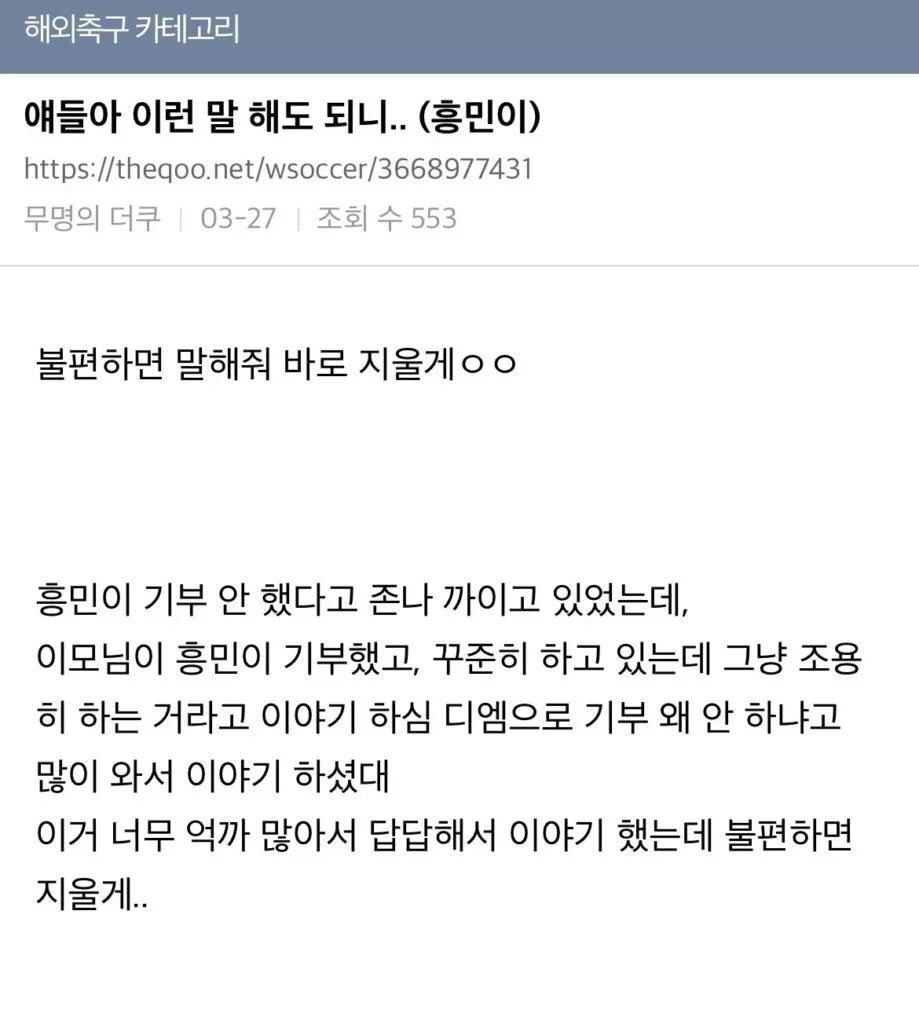 해외축구 카테고리
얘들아 이런 말 해도 되니.. (흥민이)
https://theqoo.net/wsoccer/3668977431
무명의 더쿠 | 03-27 | 조회 수 553
불편하면 말해줘 바로 지울게ㅇㅇ
흥민이 기부 안 했다고 존나 까이고 있었는데,
이모님이 흥민이 기부했고, 꾸준히 하고 있는데 그냥 조용
히 하는 거라고 이야기 하심 디엠으로 기부 왜 안 하냐고
많이 와서 이야기 하셨대
이거 너무 억까 많아서 답답해서 이야기 했는데 불편하면
지울게..